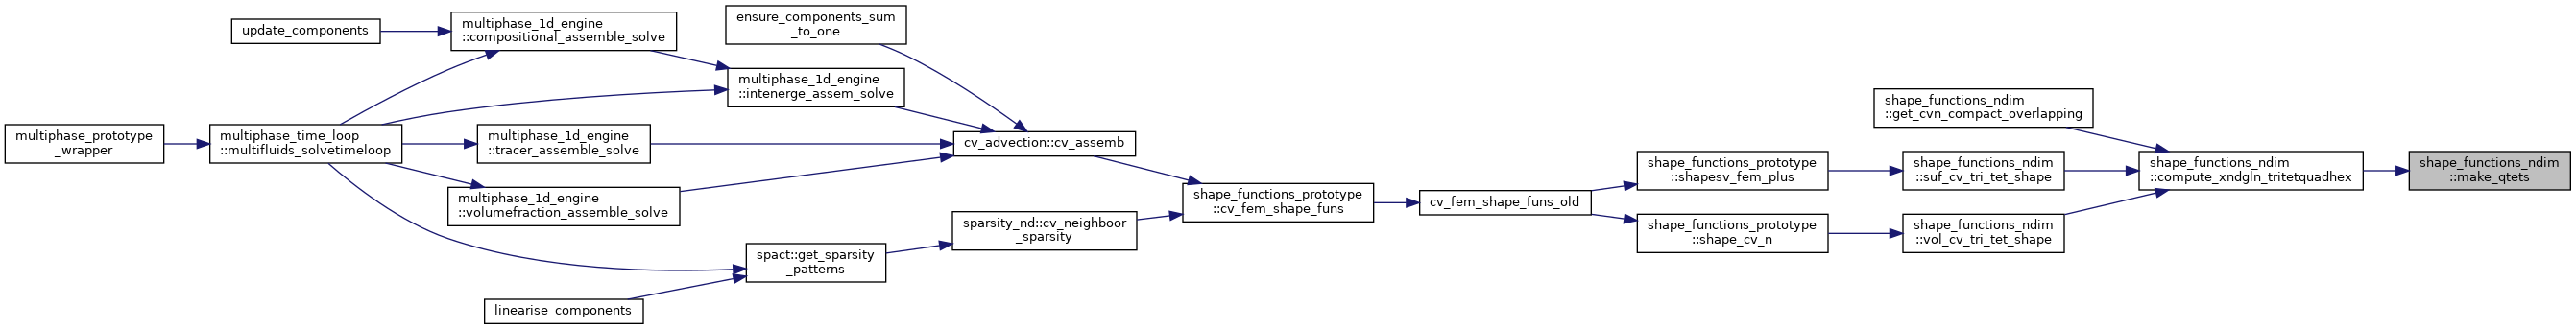 update_components
multiphase_1d_engine
::compositional_assemble_solve
ensure_components_sum
_to_one
multiphase_1d_engine
::intenerge_assem_solve
multiphase_prototype
_wrapper
multiphase_time_loop
::multifluids_solvetimeloop
multiphase_1d_engine
::tracer_assemble_solve
cv_advection::cv_assemb
multiphase_1d_engine
::volumefraction_assemble_solve
sparsity_nd::cv_neighboor
_sparsity
spact::get_sparsity
_patterns
linearise_components
shape_functions_prototype
::cv_fem_shape_funs
cv_fem_shape_funs_old
shape_functions_prototype
::shapesv_fem_plus
shape_functions_prototype
::shape_cv_n
shape_functions_ndim
::get_cvn_compact_overlapping
shape_functions_ndim
::suf_cv_tri_tet_shape
shape_functions_ndim
::vol_cv_tri_tet_shape
shape_functions_ndim
::compute_xndgln_tritetquadhex
shape_functions_ndim
::make_qtets